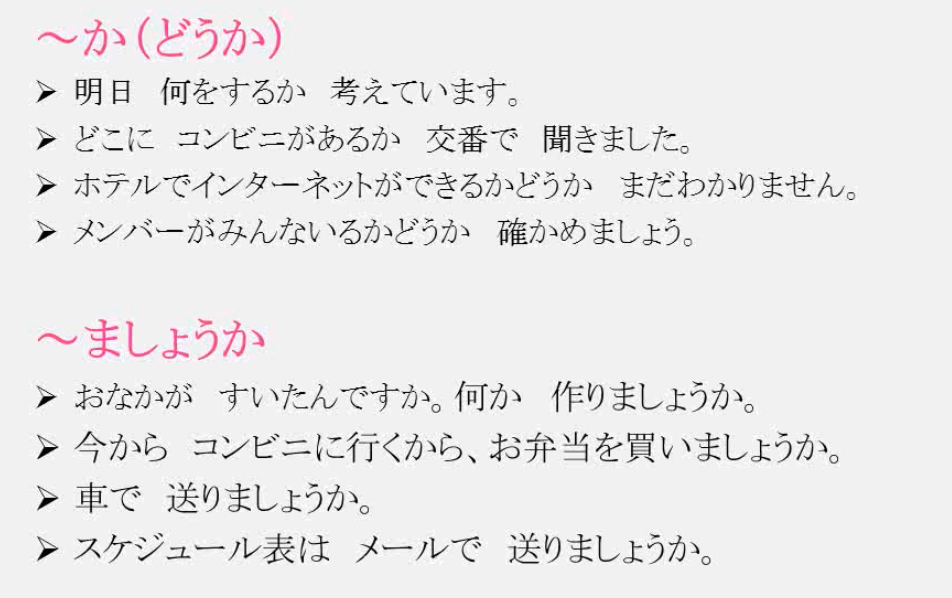 ～か（どうか）
➢ 明日　何をするか　考えています。
➢ どこに　コンビニがあるか　交番で　聞きました。
➢ ホテルでインターネットができるかどうか　まだわかりません。
➢ メンバーがみんないるかどうか　確かめましょう。
～ましょうか
➢ おなかが　すいたんですか。何か　作りましょうか。
➢ 今から　コンビニに行くから、お弁当を買いましょうか。
➢ 車で　送りましょうか。
➢ スケジュール表は　メールで　送りましょうか。